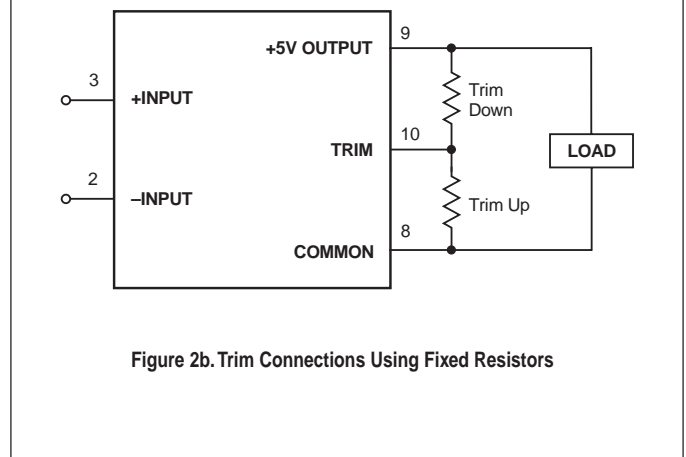 9
+5V OUTPUT
3
Trim
Down
+INPUT
10
TRIM
LOAD
2
–INPUT
Trim Up
8
COMMON
Figure 2b. Trim Connections Using Fixed Resistors